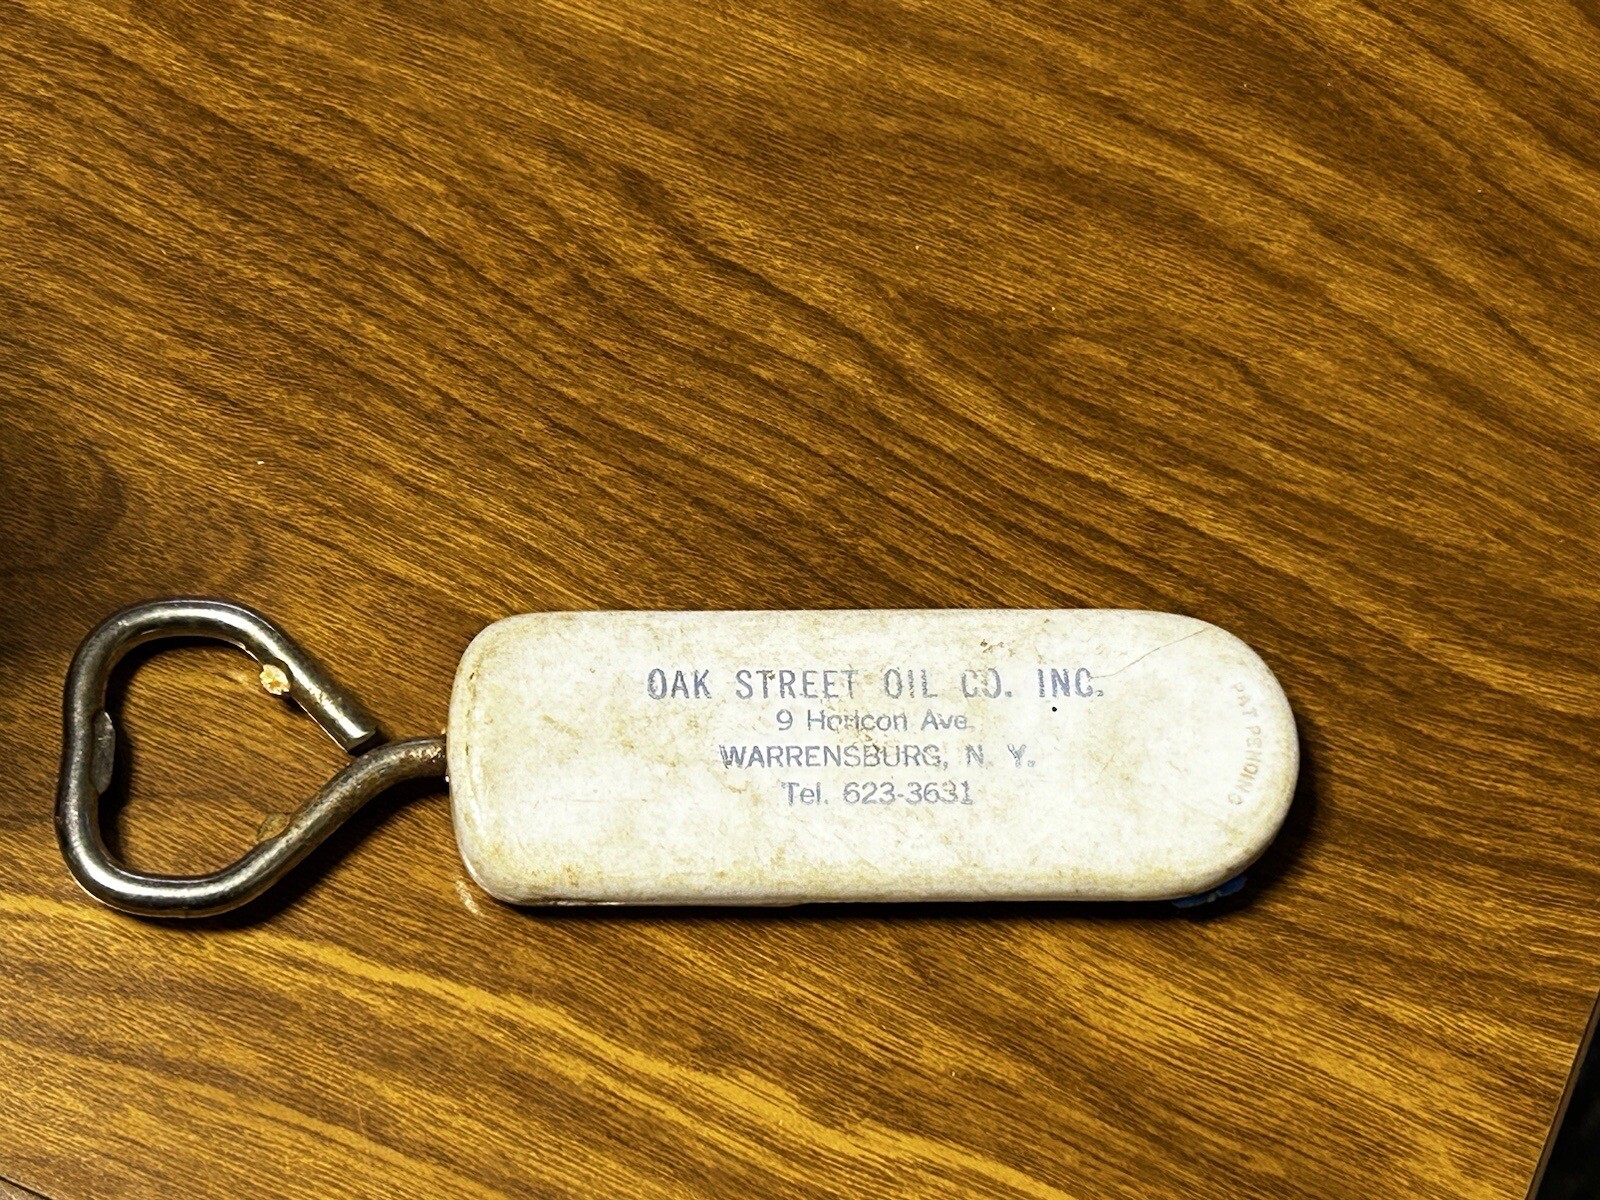 OAK STREET OIL CO. INC.
9 Horicon Ave.
WARRENSBURG, N. Y.
Tel. 623-3631
PAT PENDING